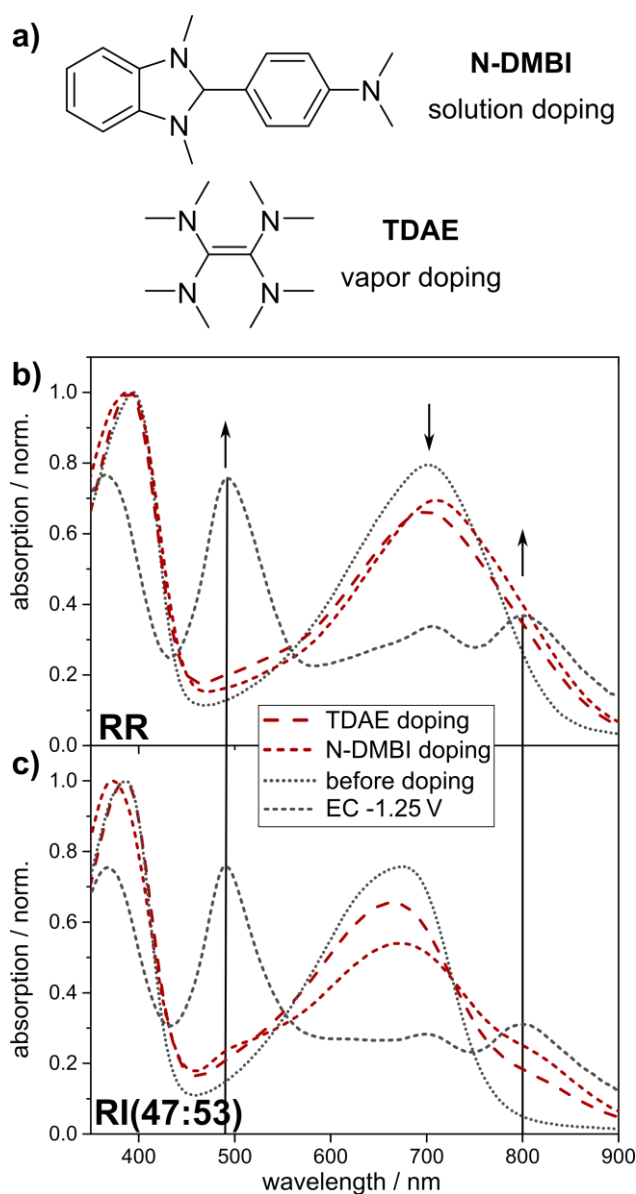 a)
N
N
N
N-DMBI
solution doping
N
N
N
N
TDAE
vapor doping
b)
1.0
0.8
0.6
0.4
0.2
0.0
absorption / norm.
RR
TDAE doping
N-DMBI doping
before doping
EC -1.25 V
c)
1.0
0.8
0.6
0.4
0.2
0.0
absorption / norm.
RI(47:53)
400 500 600 700 800 900
wavelength / nm